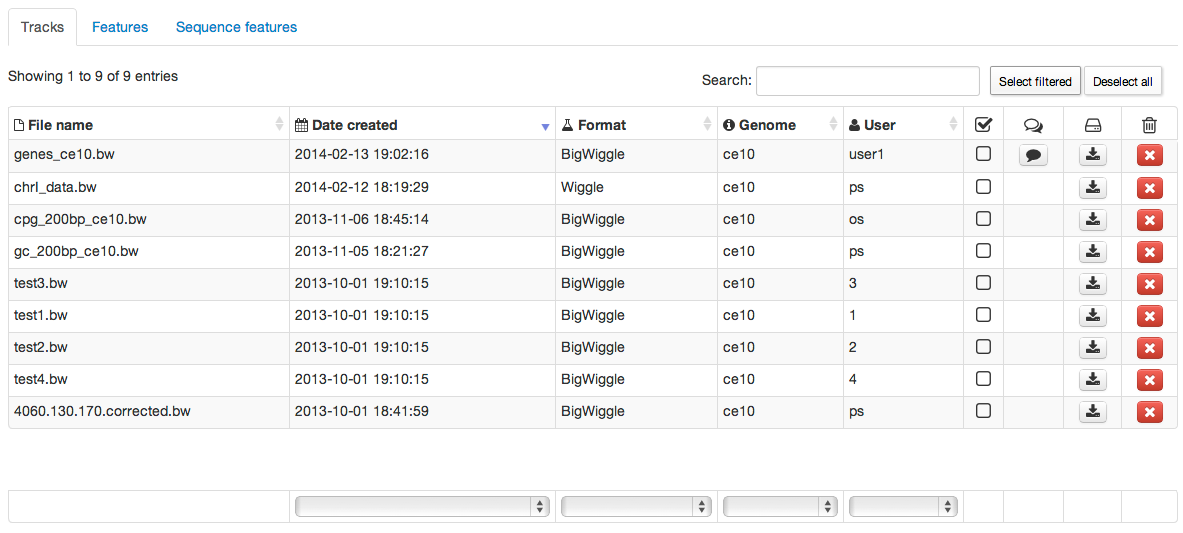 Tracks Features Sequence features
Showing 1 to 9 of 9 entries Search: Select filtered Deselect all
File name Date created Format Genome User
genes_ce10.bw 2014-02-13 19:02:16 BigWiggle ce10 user1
chrI_data.bw 2014-02-12 18:19:29 Wiggle ce10 ps
cpg_200bp_ce10.bw 2013-11-06 18:45:14 BigWiggle ce10 os
gc_200bp_ce10.bw 2013-11-05 18:21:27 BigWiggle ce10 ps
test3.bw 2013-10-01 19:10:15 BigWiggle ce10 3
test1.bw 2013-10-01 19:10:15 BigWiggle ce10 1
test2.bw 2013-10-01 19:10:15 BigWiggle ce10 2
test4.bw 2013-10-01 19:10:15 BigWiggle ce10 4
4060.130.170.corrected.bw 2013-10-01 18:41:59 BigWiggle ce10 ps